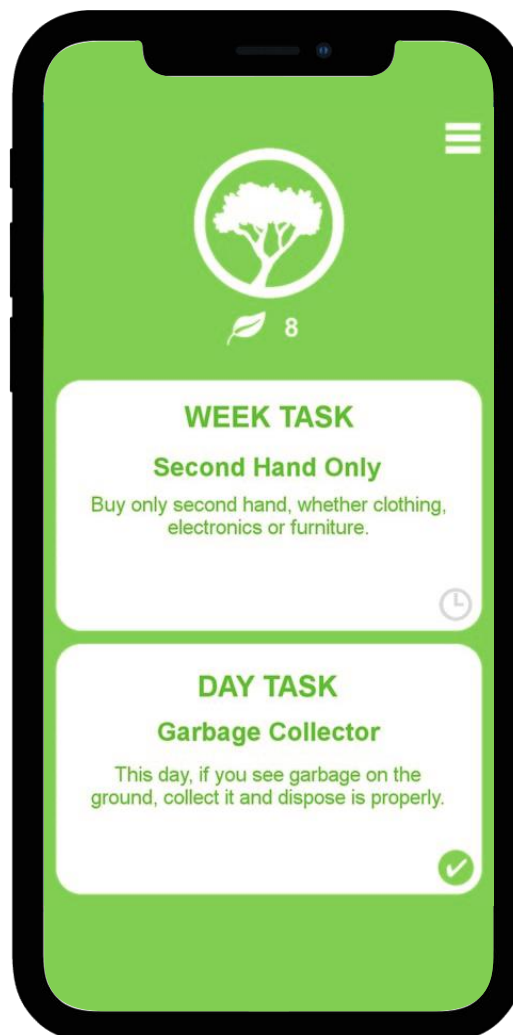 8
WEEK TASK
Second Hand Only
Buy only second hand, whether clothing,
electronics or furniture.
DAY TASK
Garbage Collector
This day, if you see garbage on the
ground, collect it and dispose is properly.